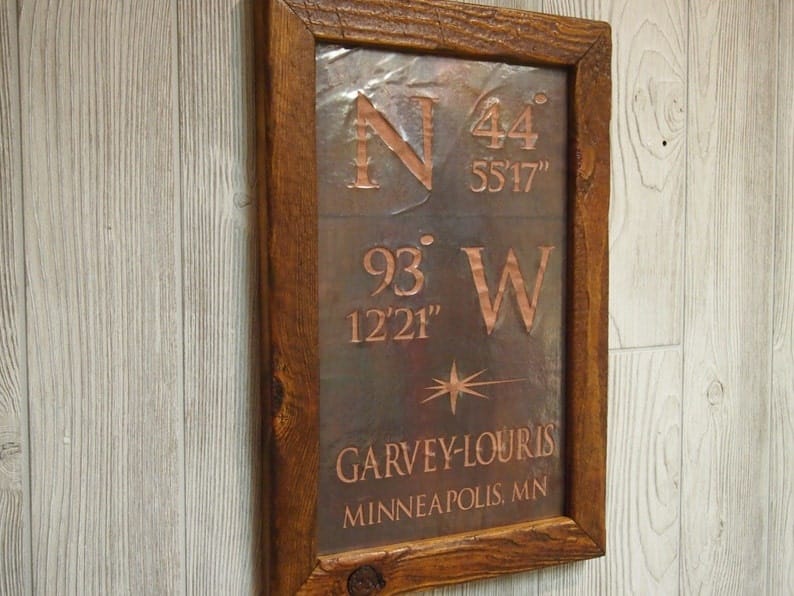 N 44°
55'17"
93° W
12'21"
GARVEY-LOURIS
MINNEAPOLIS, MN